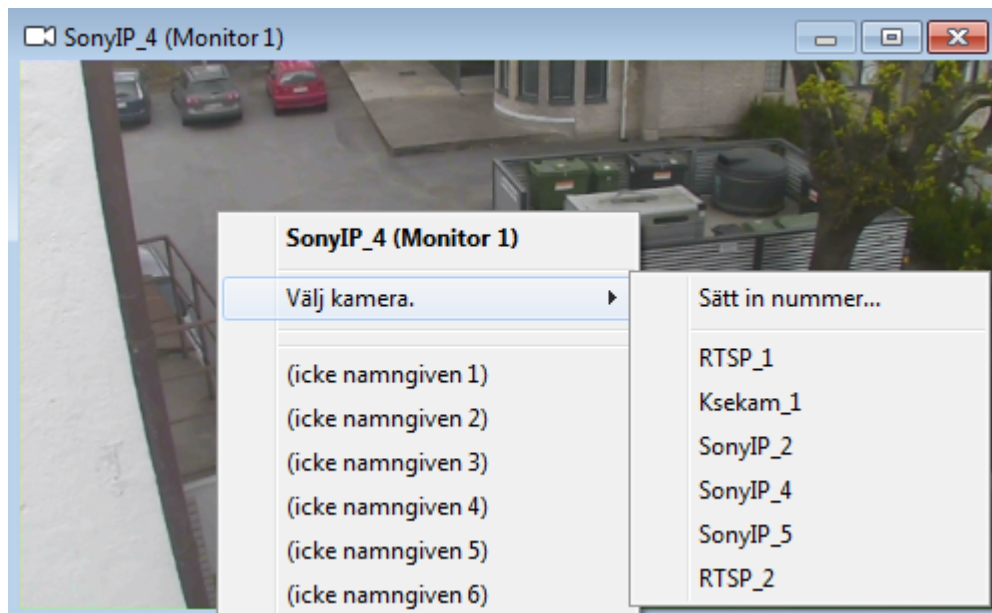 SonyIP_4 (Monitor 1)
SonyIP_4 (Monitor 1)
Välj kamera.
(icke namngiven 1)
(icke namngiven 2)
(icke namngiven 3)
(icke namngiven 4)
(icke namngiven 5)
(icke namngiven 6)
Sätt in nummer...
RTSP_1
Ksekam_1
SonyIP_2
SonyIP_4
SonyIP_5
RTSP_2